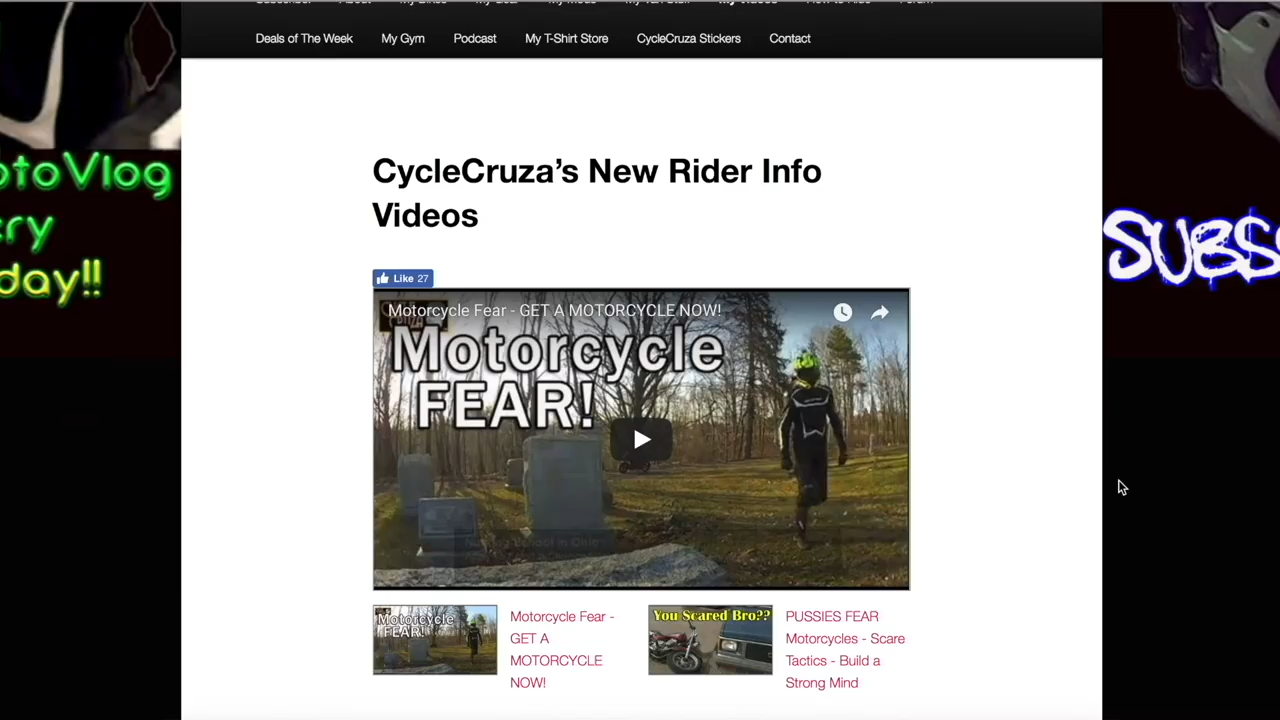 Deals of The Week My Gym Podcast My T-Shirt Store CycleCruza Stickers Contact
otoVlog
ry
day!!
CycleCruza’s New Rider Info
Videos
SUBS
Like 27
Motorcycle Fear - GET A MOTORCYCLE NOW!
Motorcycle
FEAR!
Motorcycle
FEAR!
Motorcycle Fear -
GET A
MOTORCYCLE
NOW!
You Scared Bro??
PUSSIES FEAR
Motorcycles - Scare
Tactics - Build a
Strong Mind